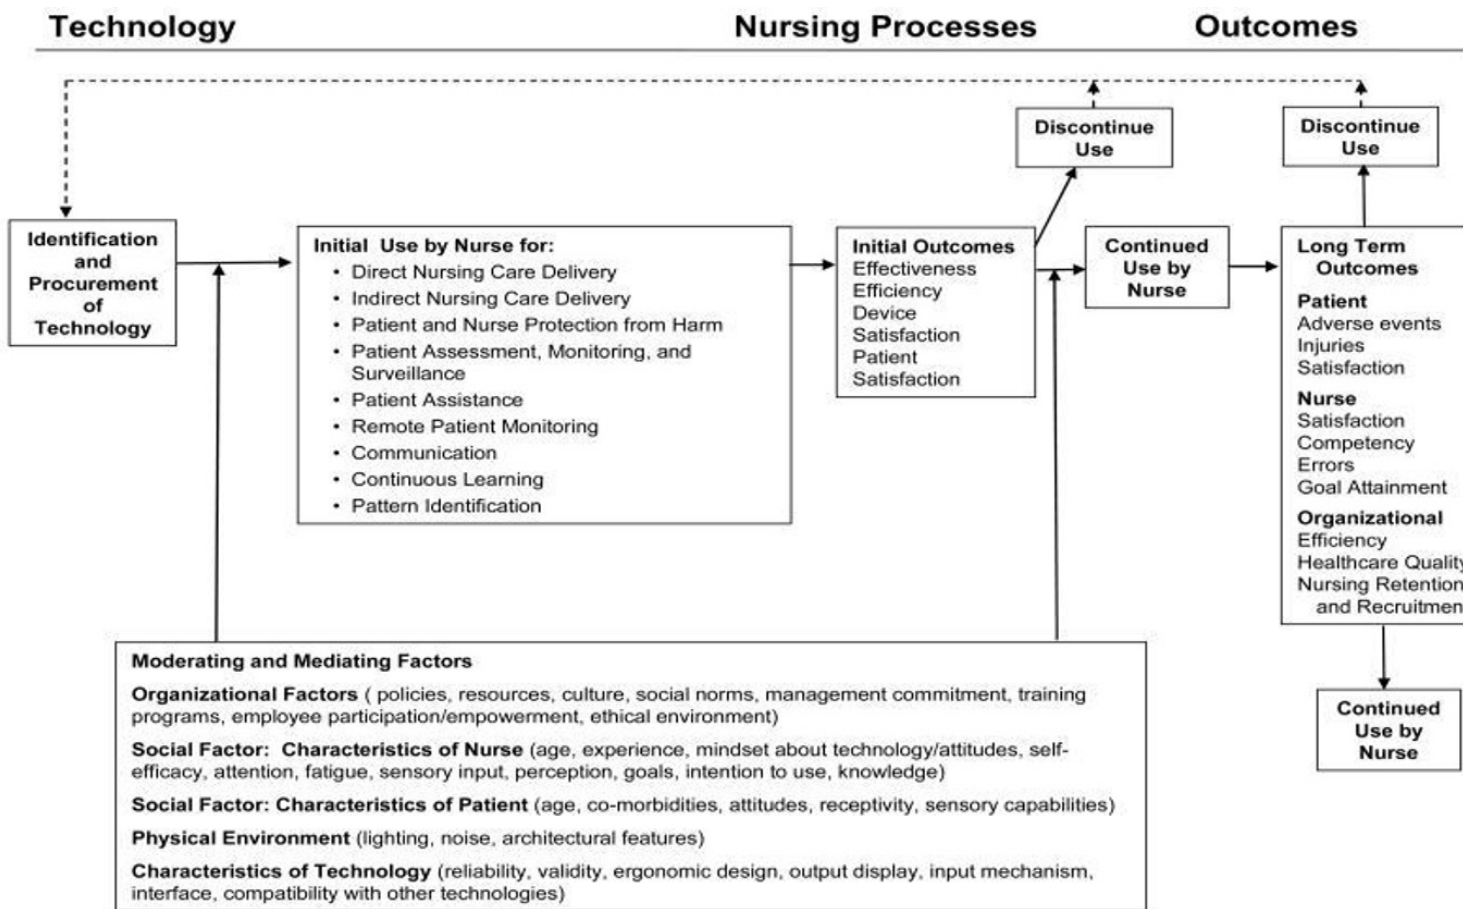 Technology Nursing Processes Outcomes
Discontinue
Use
Discontinue
Use
Identification
and
Procurement
of
Technology
Initial Use by Nurse for:
• Direct Nursing Care Delivery
• Indirect Nursing Care Delivery
• Patient and Nurse Protection from Harm
• Patient Assessment, Monitoring, and
Surveillance
• Patient Assistance
• Remote Patient Monitoring
• Communication
• Continuous Learning
• Pattern Identification
Initial Outcomes
Effectiveness
Efficiency
Device
Satisfaction
Patient
Satisfaction
Continued
Use by
Nurse
Long Term
Outcomes
Patient
Adverse events
Injuries
Satisfaction
Nurse
Satisfaction
Competency
Errors
Goal Attainment
Organizational
Efficiency
Healthcare Quality
Nursing Retention
and Recruitmen
Continued
Use by
Nurse
Moderating and Mediating Factors
Organizational Factors ( policies, resources, culture, social norms, management commitment, training
programs, employee participation/empowerment, ethical environment)
Social Factor: Characteristics of Nurse (age, experience, mindset about technology/attitudes, self-
efficacy, attention, fatigue, sensory input, perception, goals, intention to use, knowledge)
Social Factor: Characteristics of Patient (age, co-morbidities, attitudes, receptivity, sensory capabilities)
Physical Environment (lighting, noise, architectural features)
Characteristics of Technology (reliability, validity, ergonomic design, output display, input mechanism,
interface, compatibility with other technologies)